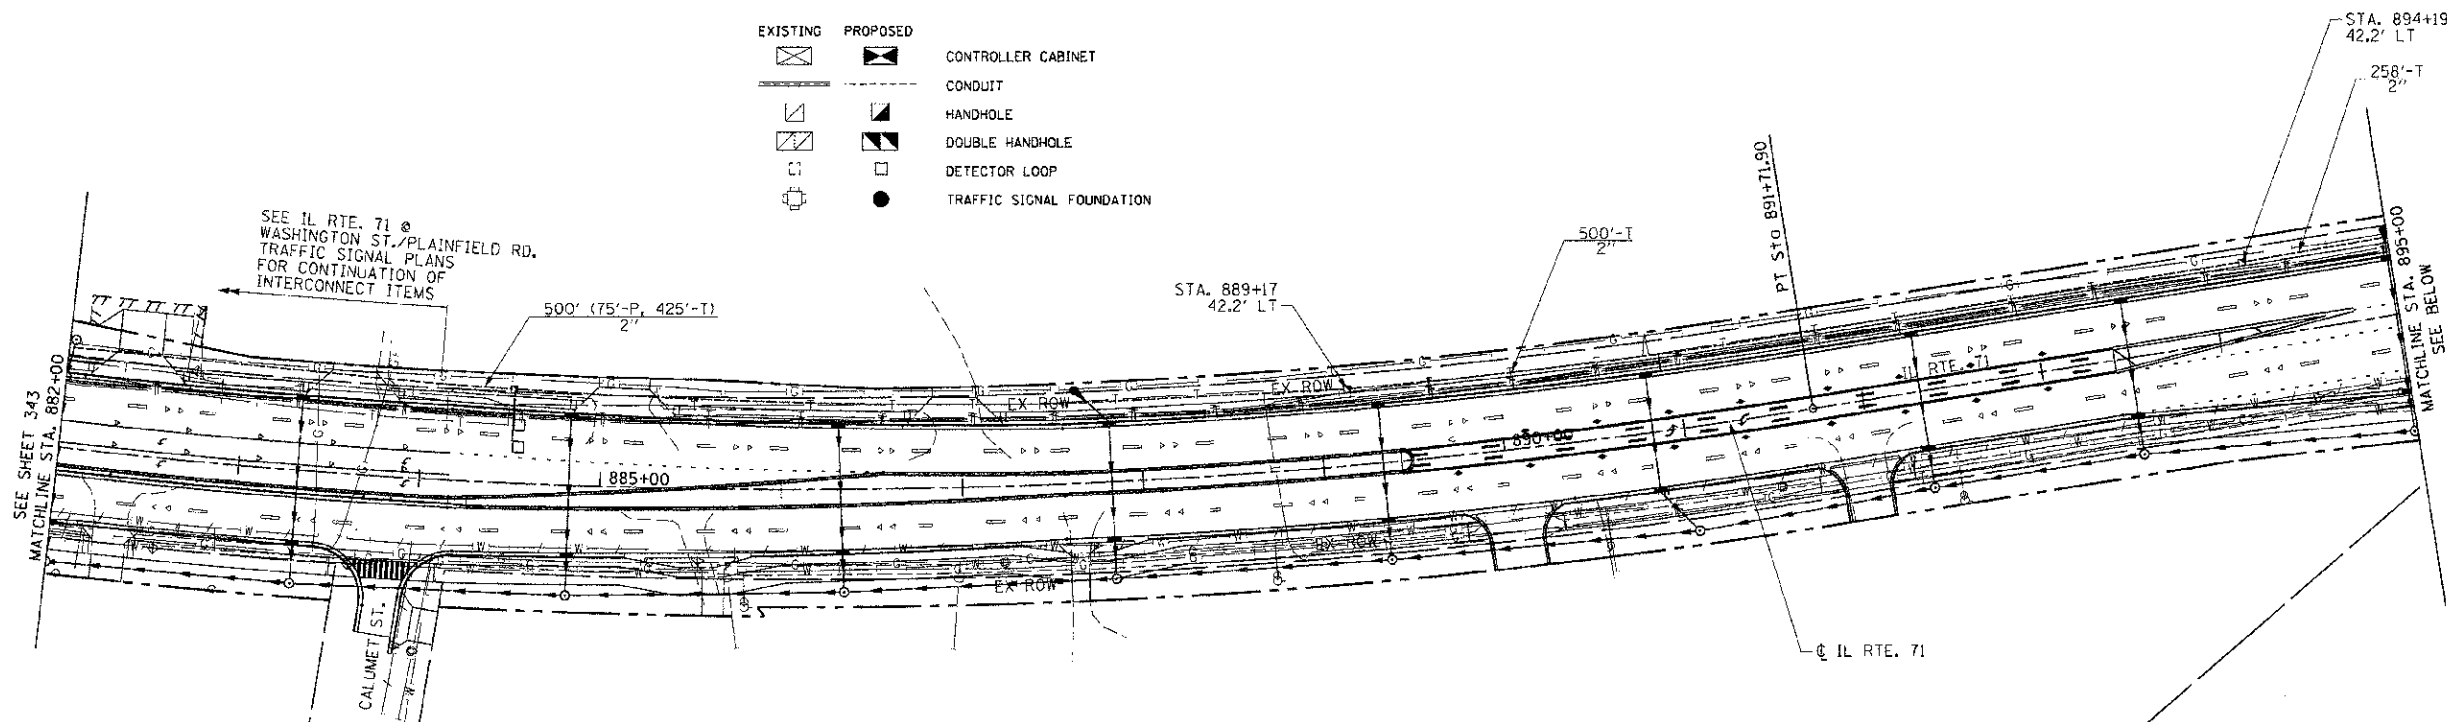 EXISTING PROPOSED
CONTROLLER CABINET
CONDUIT
HANDHOLE
DOUBLE HANDHOLE
DETECTOR LOOP
TRAFFIC SIGNAL FOUNDATION
STA. 894+19
42.2' LT
258'-T
2"
SEE IL RTE. 71 @
WASHINGTON ST./PLAINFIELD RD.
TRAFFIC SIGNAL PLANS
FOR CONTINUATION OF
INTERCONNECT ITEMS
500' (75'-P, 425'-T)
2"
STA. 889+17
42.2' LT
500'-T
2"
PT Sta 891+71.90
MATCHLINE STA. 895+00
SEE BELOW
SEE SHEET 343
MATCHLINE STA. 882+00
EX ROW
EX ROW
IL RTE. 71
885+00
890+00
EX ROW
EX ROW
CALUMET ST.
℄ IL RTE. 71